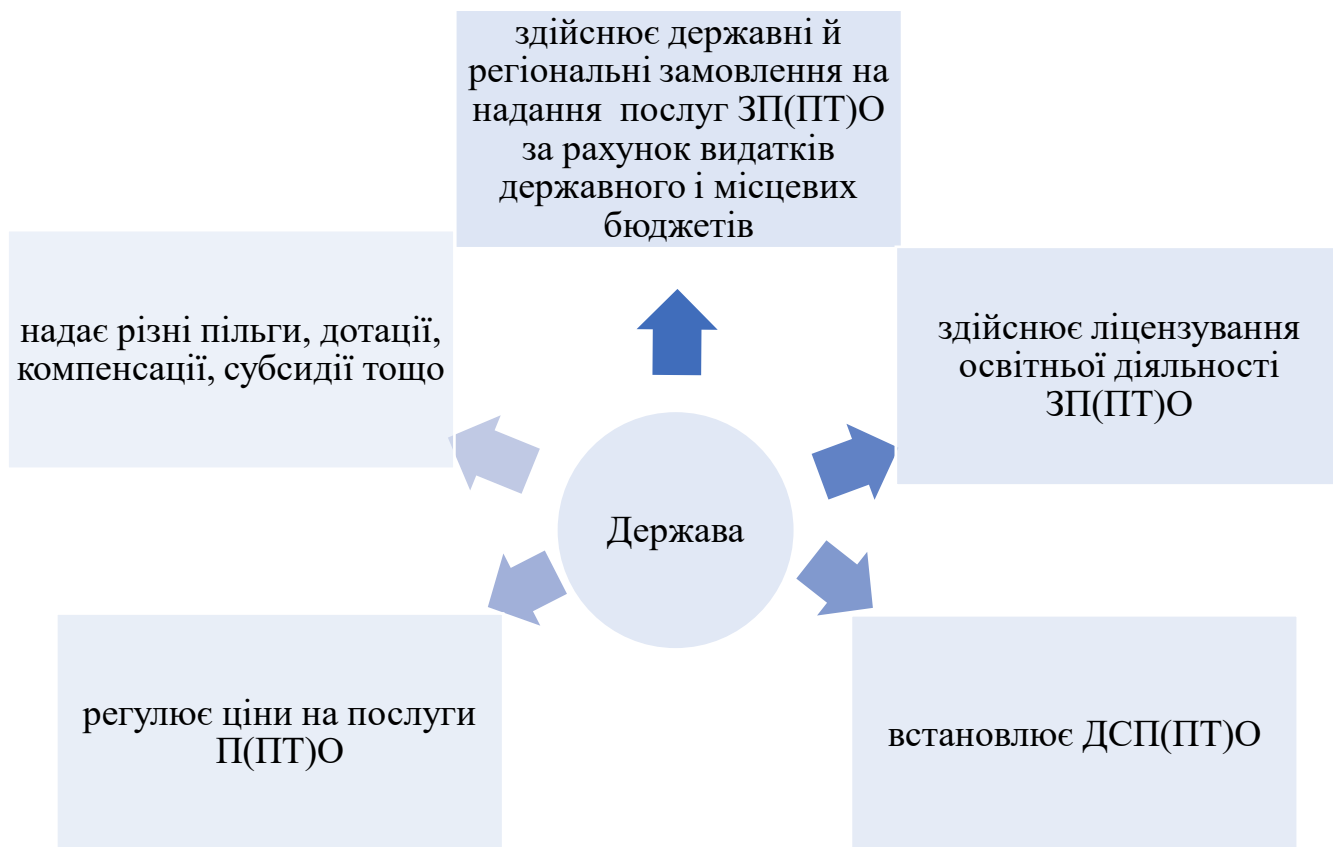 здійснює державні й
регіональні замовлення на
надання послуг ЗП(ПТ)О
за рахунок видатків
державного і місцевих
бюджетів
надає різні пільги, дотації,
компенсації, субсидії тощо
здійснює ліцензування
освітньої діяльності
ЗП(ПТ)О
Держава
регулює ціни на послуги
П(ПТ)О
встановлює ДСП(ПТ)О